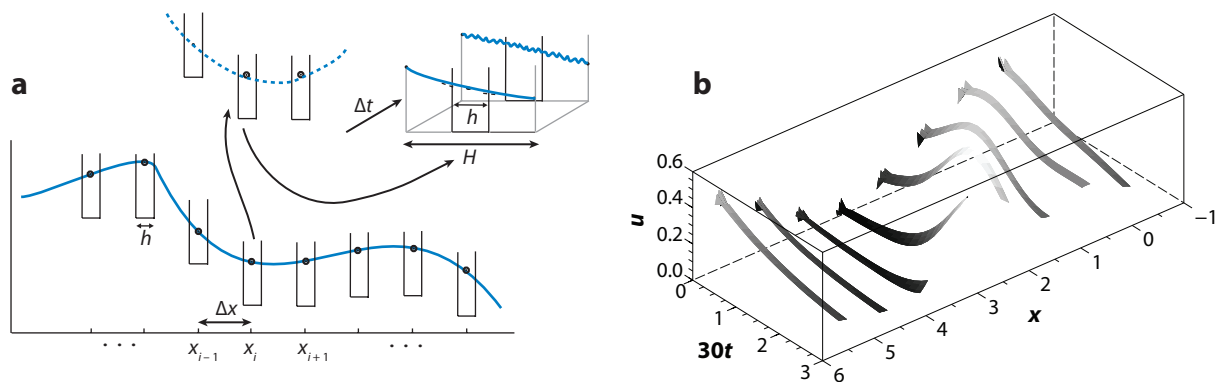 a
Δt
h
H
h
Δx
· · ·
x_{i−1}
x_i
x_{i+1}
· · ·
b
u
0.6
0.4
0.2
0.0
0
1
2
3
30t
6
5
4
3
2
1
0
−1
x